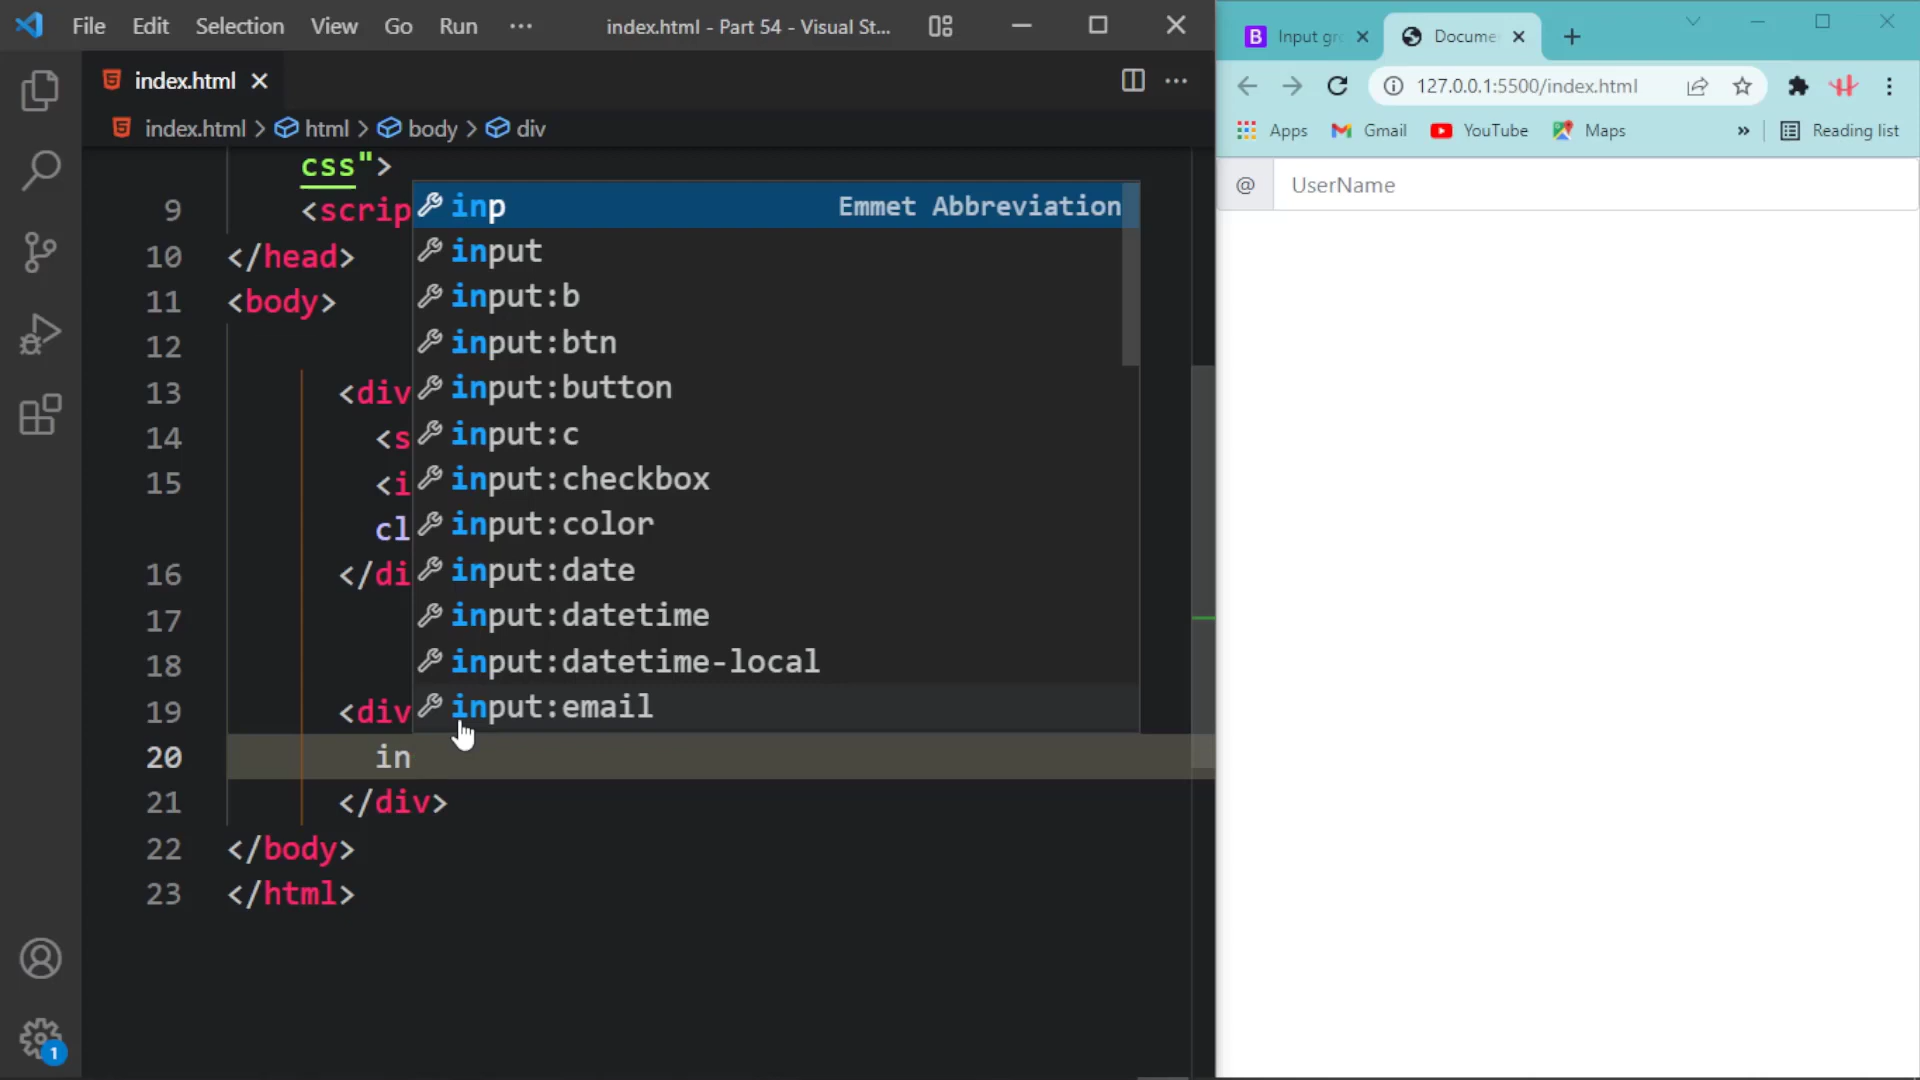 File Edit Selection View Go Run ··· index.html - Part 54 - Visual St...
index.html
index.html > html > body > div
css">
9 <scrip
10 </head>
11 <body>
12
13 <div
14 <s
15 <i
cl
16 </di
17
18
19 <div
20 in
21 </div>
22 </body>
23 </html>
inp Emmet Abbreviation
input
input:b
input:btn
input:button
input:c
input:checkbox
input:color
input:date
input:datetime
input:datetime-local
input:email
1
B Input gro Docume
127.0.0.1:5500/index.html
Apps Gmail YouTube Maps » Reading list
@ UserName